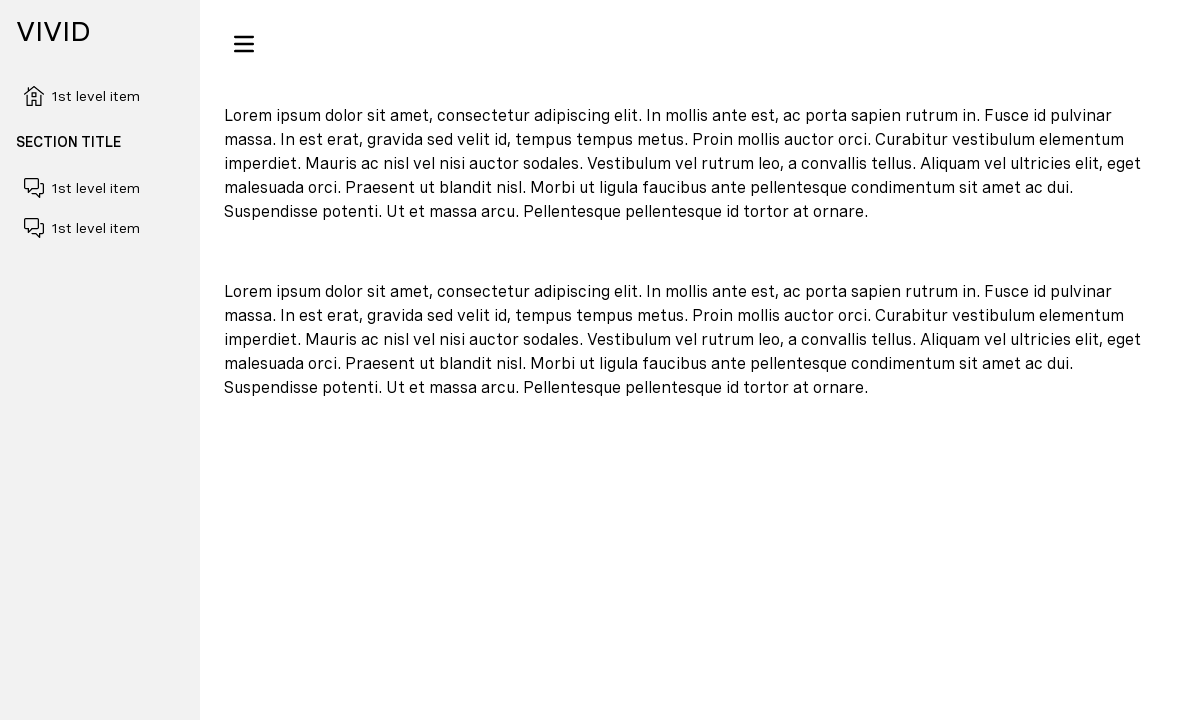 VIVID
1st level item
SECTION TITLE
1st level item
1st level item
Lorem ipsum dolor sit amet, consectetur adipiscing elit. In mollis ante est, ac porta sapien rutrum in. Fusce id pulvinar
massa. In est erat, gravida sed velit id, tempus tempus metus. Proin mollis auctor orci. Curabitur vestibulum elementum
imperdiet. Mauris ac nisl vel nisi auctor sodales. Vestibulum vel rutrum leo, a convallis tellus. Aliquam vel ultricies elit, eget
malesuada orci. Praesent ut blandit nisl. Morbi ut ligula faucibus ante pellentesque condimentum sit amet ac dui.
Suspendisse potenti. Ut et massa arcu. Pellentesque pellentesque id tortor at ornare.
Lorem ipsum dolor sit amet, consectetur adipiscing elit. In mollis ante est, ac porta sapien rutrum in. Fusce id pulvinar
massa. In est erat, gravida sed velit id, tempus tempus metus. Proin mollis auctor orci. Curabitur vestibulum elementum
imperdiet. Mauris ac nisl vel nisi auctor sodales. Vestibulum vel rutrum leo, a convallis tellus. Aliquam vel ultricies elit, eget
malesuada orci. Praesent ut blandit nisl. Morbi ut ligula faucibus ante pellentesque condimentum sit amet ac dui.
Suspendisse potenti. Ut et massa arcu. Pellentesque pellentesque id tortor at ornare.